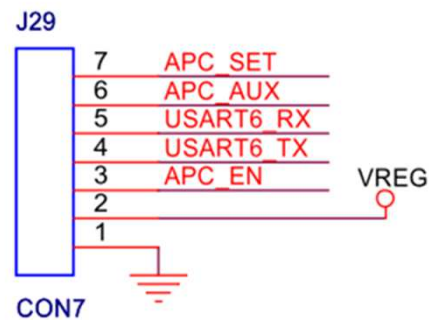 J29
7 APC_SET
6 APC_AUX
5 USART6_RX
4 USART6_TX
3 APC_EN
VREG
2
1
CON7